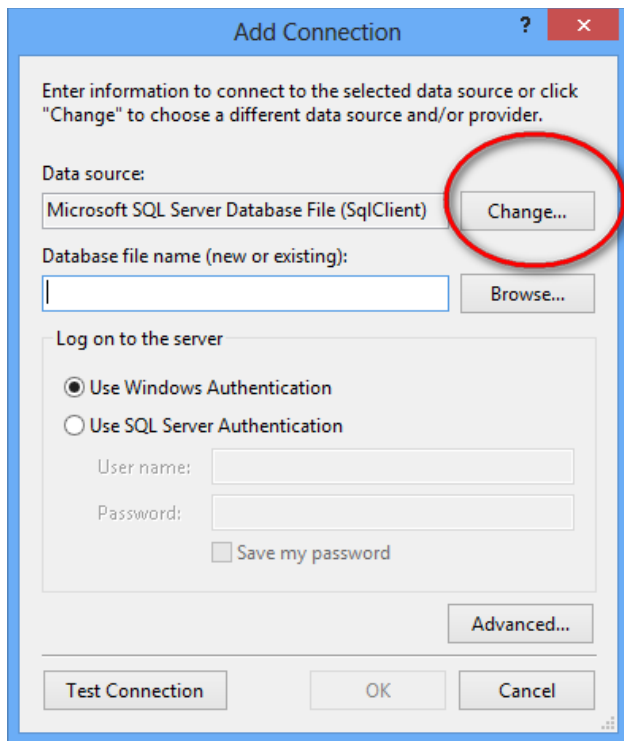 Add Connection
?
Enter information to connect to the selected data source or click
"Change" to choose a different data source and/or provider.
Data source:
Microsoft SQL Server Database File (SqlClient)
Change...
Database file name (new or existing):
Browse...
Log on to the server
Use Windows Authentication
Use SQL Server Authentication
User name:
Password:
Save my password
Advanced...
Test Connection
OK
Cancel